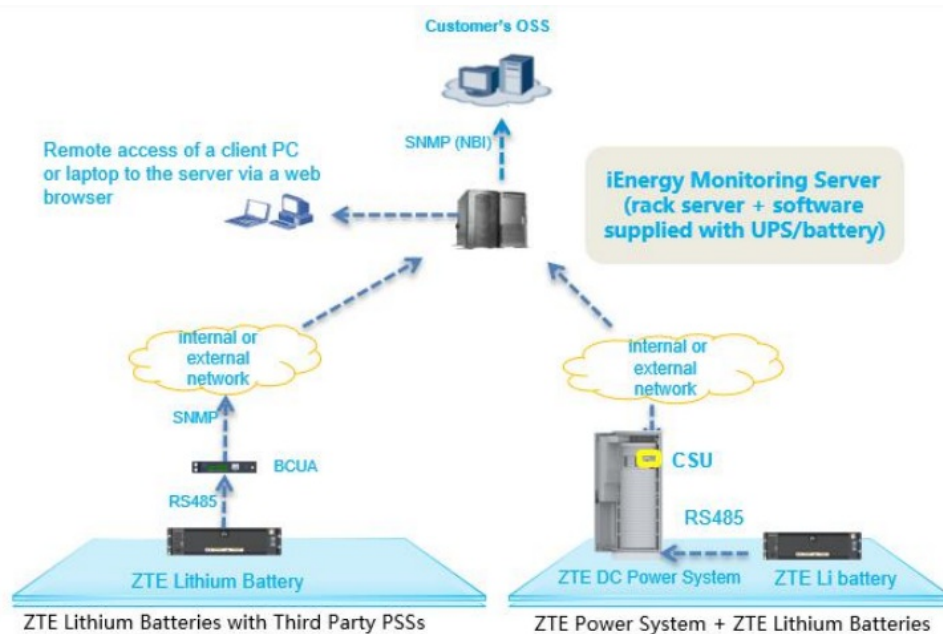 Customer's OSS
SNMP (NBI)
Remote access of a client PC
or laptop to the server via a web
browser
iEnergy Monitoring Server
(rack server + software
supplied with UPS/battery)
internal or
external
network
internal or
external
network
SNMP
BCUA
CSU
RS485
RS485
ZTE Lithium Battery
ZTE DC Power System
ZTE Li battery
ZTE Lithium Batteries with Third Party PSSs
ZTE Power System + ZTE Lithium Batteries